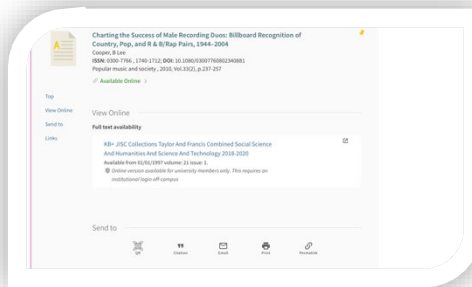 Charting the Success of Male Recording Duos: Billboard Recognition of
Country, Pop, and R & B/Rap Pairs, 1944–2004
Cooper, B Lee
ISSN: 0300-7766 , 1740-1712; DOI: 10.1080/03007760802340681
Popular music and society , 2010, Vol.33(2), p.237-257
Available Online >
Top
View Online
Send to
Links
View Online
Full text availability
KB+ JISC Collections Taylor And Francis Combined Social Science
And Humanities And Science And Technology 2018-2020
Available from 01/01/1997 volume: 21 issue: 1.
Online version available for university members only. This requires an
institutional login off-campus
Send to
QR
Citation
Email
Print
Permalink